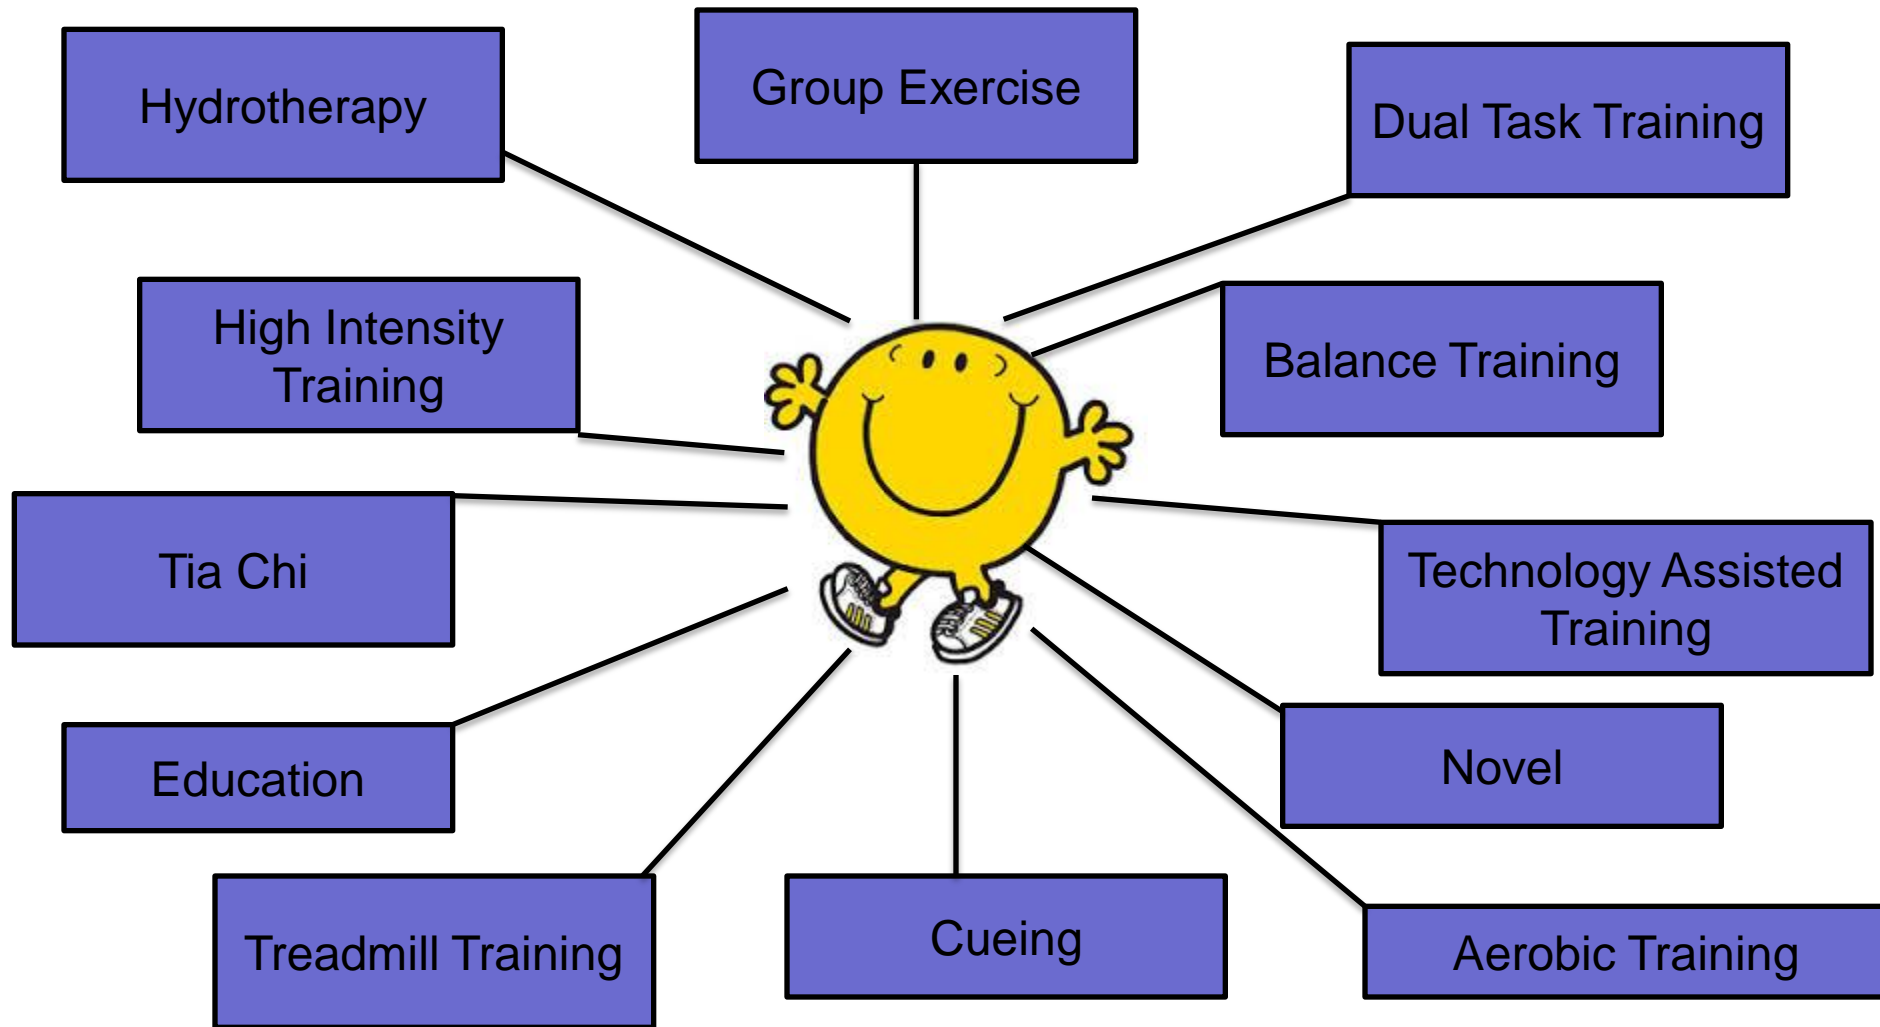 Hydrotherapy
Group Exercise
Dual Task Training
High Intensity
Training
Balance Training
Tia Chi
Technology Assisted
Training
Education
Novel
Treadmill Training
Cueing
Aerobic Training